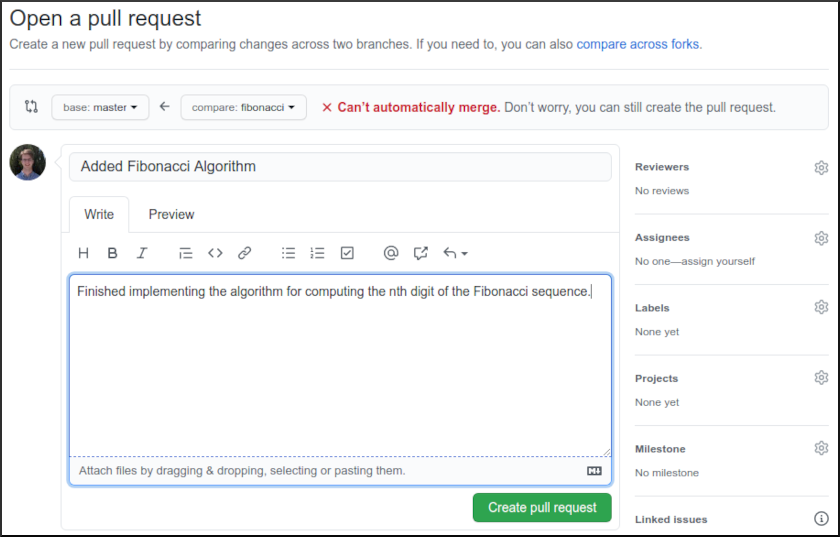 Open a pull request
Create a new pull request by comparing changes across two branches. If you need to, you can also compare across forks.
base: master
compare: fibonacci
Can’t automatically merge. Don’t worry, you can still create the pull request.
Added Fibonacci Algorithm
Write
Preview
H B I
Finished implementing the algorithm for computing the nth digit of the Fibonacci sequence.
Attach files by dragging & dropping, selecting or pasting them.
Create pull request
Reviewers
No reviews
Assignees
No one—assign yourself
Labels
None yet
Projects
None yet
Milestone
No milestone
Linked issues